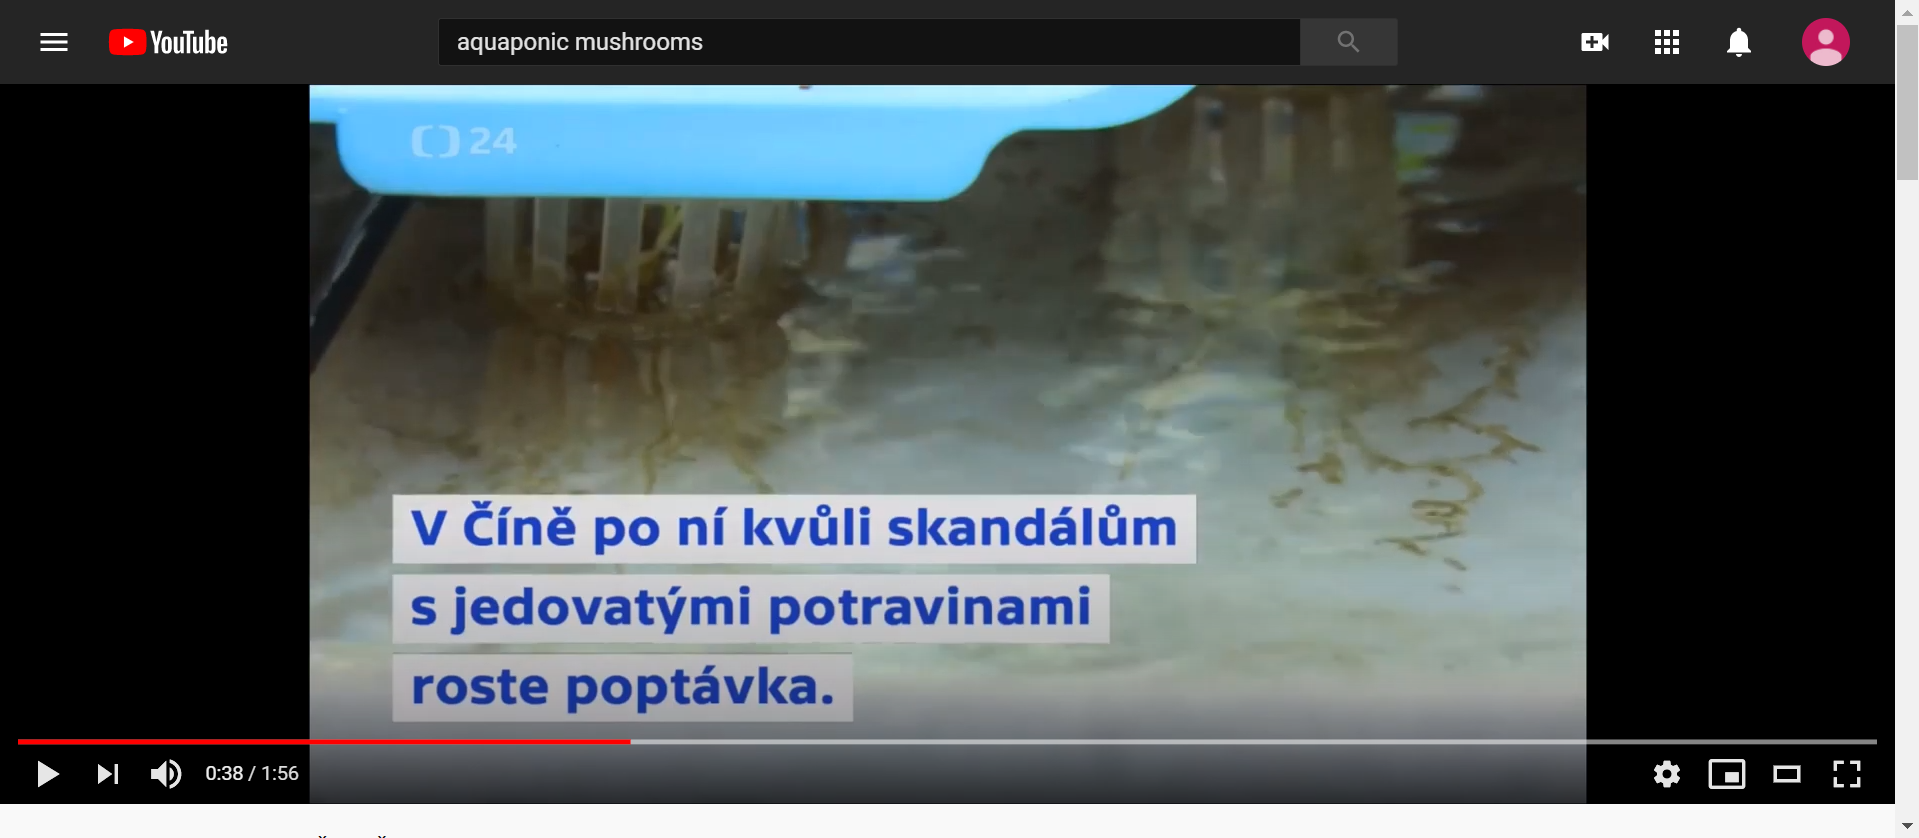 YouTube
aquaponic mushrooms
24
V Číně po ní kvůli skandálům
s jedovatými potravinami
roste poptávka.
0:38 / 1:56